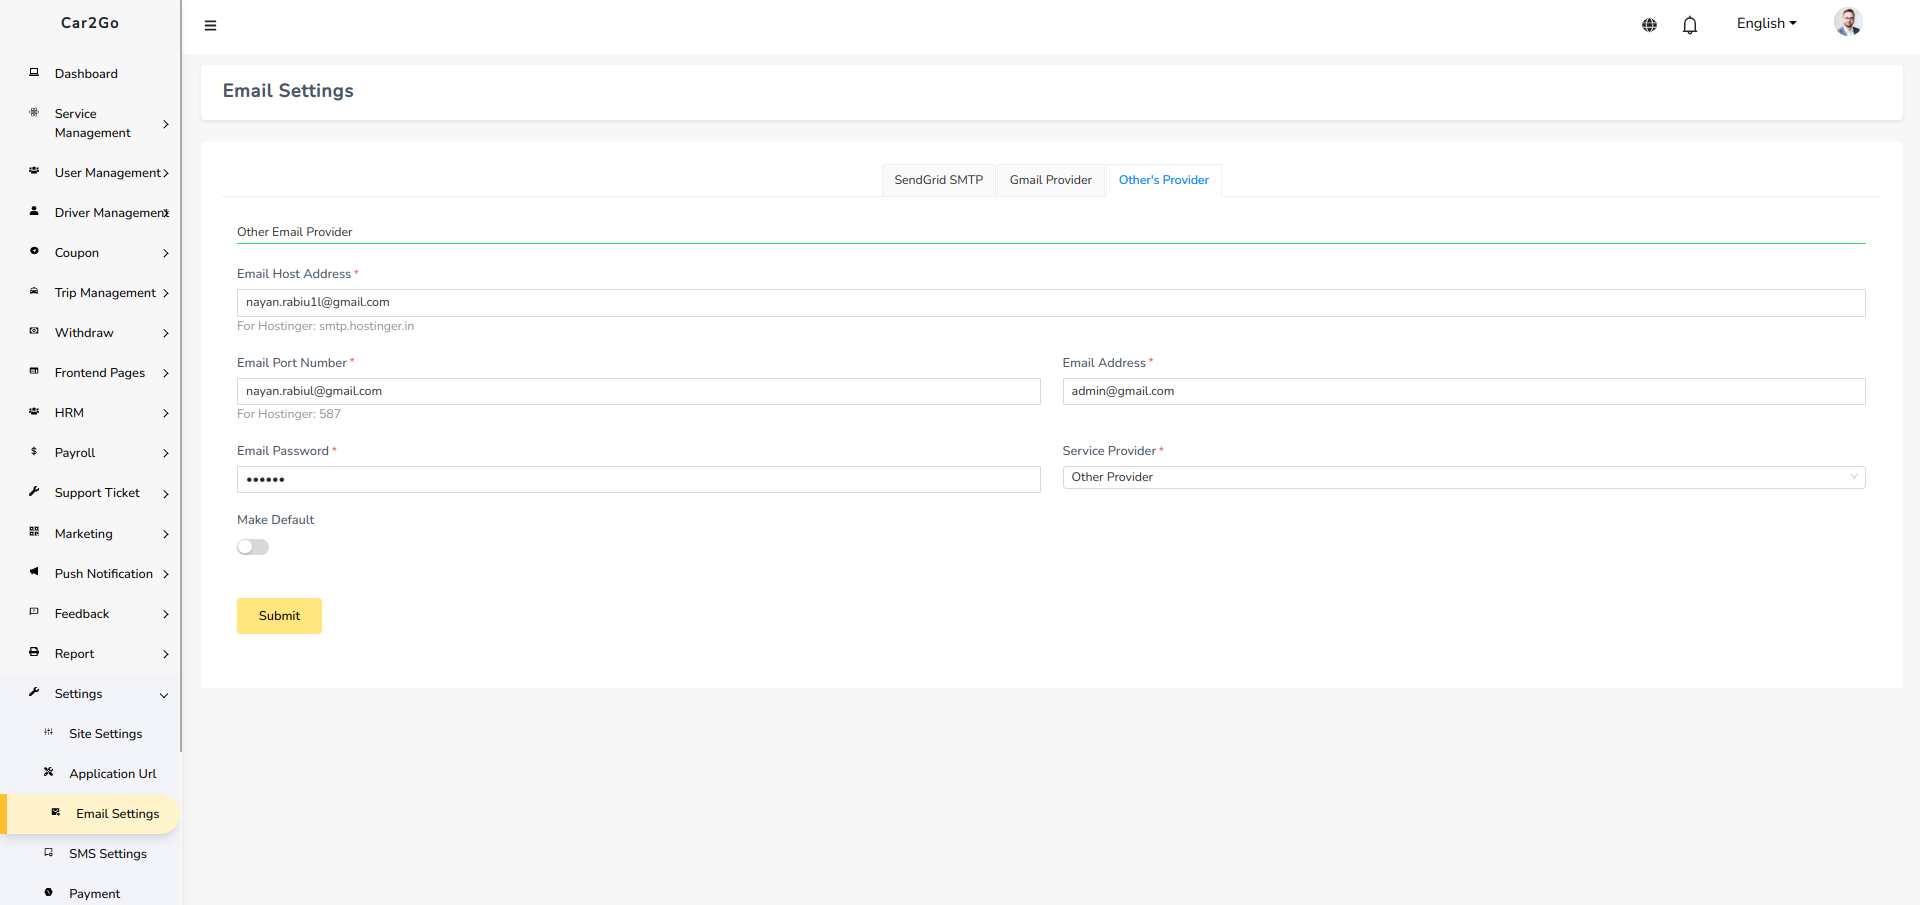 Car2Go
English
Dashboard
Service
Management
User Management
Driver Management
Coupon
Trip Management
Withdraw
Frontend Pages
HRM
Payroll
Support Ticket
Marketing
Push Notification
Feedback
Report
Settings
Site Settings
Application Url
Email Settings
SMS Settings
Payment
Email Settings
SendGrid SMTP
Gmail Provider
Other's Provider
Other Email Provider
Email Host Address *
nayan.rabiu1l@gmail.com
For Hostinger: smtp.hostinger.in
Email Port Number *
nayan.rabiul@gmail.com
For Hostinger: 587
Email Address *
admin@gmail.com
Email Password *
••••••
Service Provider *
Other Provider
Make Default
Submit